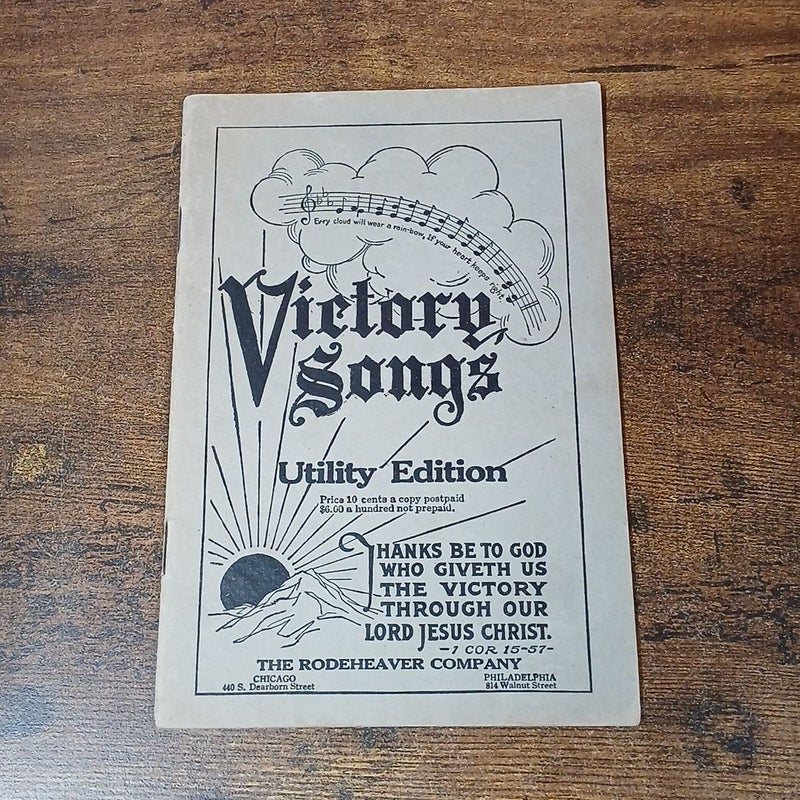 Ev'ry cloud will wear a rain-bow, If your heart keeps right.
Victory
Songs
Utility Edition
Price 10 cents a copy postpaid
$6.00 a hundred not prepaid.
THANKS BE TO GOD
WHO GIVETH US
THE VICTORY
THROUGH OUR
LORD JESUS CHRIST.
-1 COR 15-57-
THE RODEHEAVER COMPANY
CHICAGO
440 S. Dearborn Street
PHILADELPHIA
814 Walnut Street